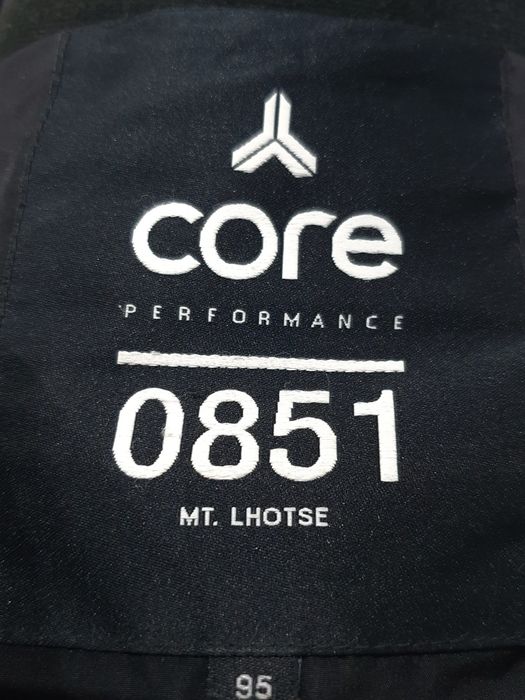 core
PERFORMANCE
0851
MT. LHOTSE
95